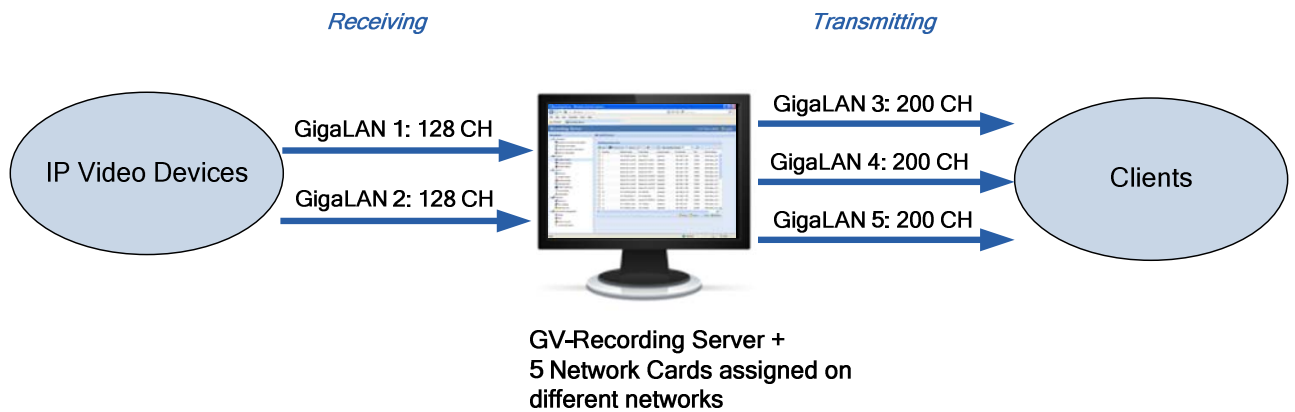 Receiving
Transmitting
IP Video Devices
GigaLAN 1: 128 CH
GigaLAN 2: 128 CH
GigaLAN 3: 200 CH
GigaLAN 4: 200 CH
GigaLAN 5: 200 CH
Clients
GV-Recording Server +
5 Network Cards assigned on
different networks